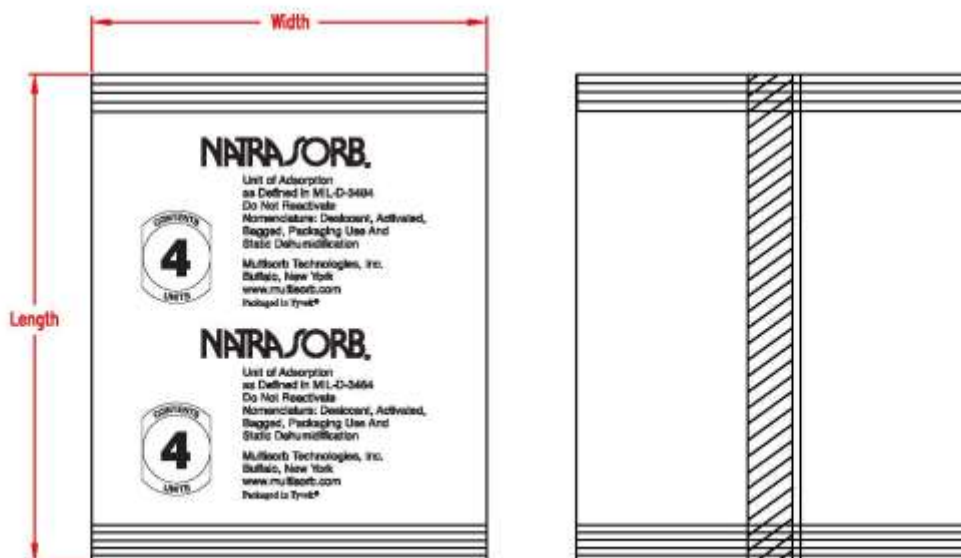 Width
Length
NATRASORB®
Unit of Adsorption
as Defined in MIL-D-3464
Do Not Reactivate
Nomenclature: Desiccant, Activated,
Bagged, Packaging Use And
Static Dehumidification
CONTENTS
4
UNITS
Multisorb Technologies, Inc.
Buffalo, New York
www.multisorb.com
Packaged in Tyvek®
NATRASORB®
Unit of Adsorption
as Defined in MIL-D-3464
Do Not Reactivate
Nomenclature: Desiccant, Activated,
Bagged, Packaging Use And
Static Dehumidification
CONTENTS
4
UNITS
Multisorb Technologies, Inc.
Buffalo, New York
www.multisorb.com
Packaged in Tyvek®